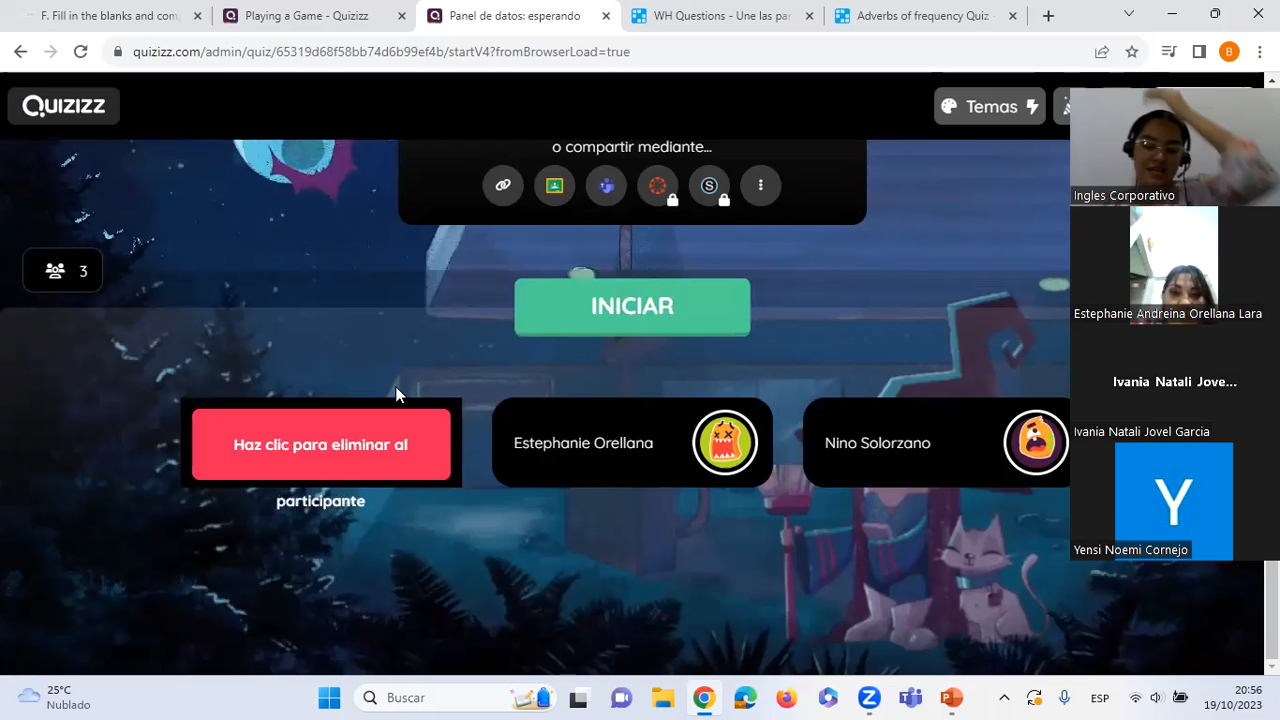 F. Fill in the blanks and com
Playing a Game - Quizizz
Panel de datos: esperando
WH Questions - Une las par
Adverbs of frequency Quiz -
quizizz.com/admin/quiz/65319d68f58bb74d6b99ef4b/startV4?fromBrowserLoad=true
B
QUIZIZZ
Temas
o compartir mediante...
S
3
INICIAR
Haz clic para eliminar al
participante
Estephanie Orellana
Nino Solorzano
Ingles Corporativo
Estephanie Andreina Orellana Lara
Ivania Natali Jove...
Ivania Natali Jovel Garcia
Y
Yensi Noemi Cornejo
25°C
Nublado
Buscar
ESP
20:56
19/10/2023